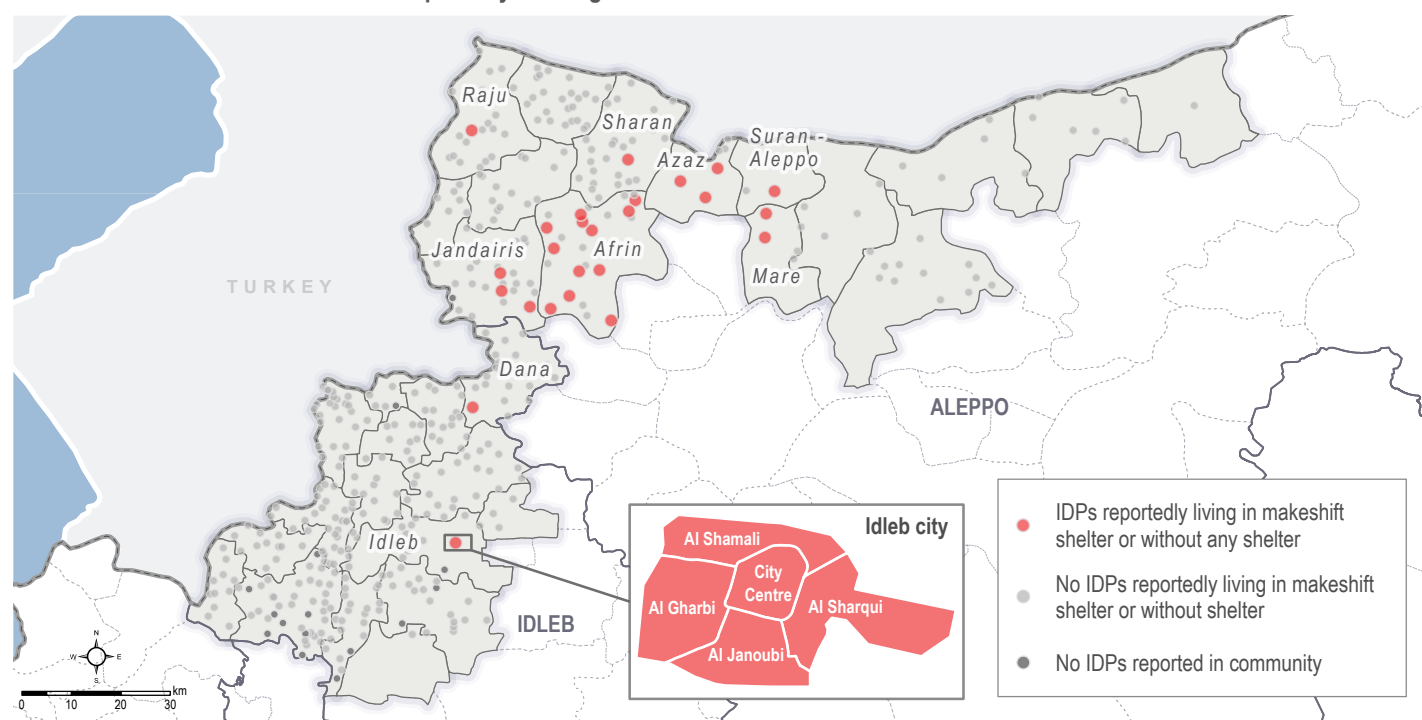 Raju
Sharan
Suran -
Aleppo
Azaz
Jandairis
Afrin
Mare
TURKEY
Dana
ALEPPO
Idleb
IDLEB
Idleb city
Al Shamali
City
Centre
Al Gharbi
Al Sharqui
Al Janoubi
IDPs reportedly living in makeshift
shelter or without any shelter
No IDPs reportedly living in makeshift
shelter or without shelter
No IDPs reported in community
N
W
E
S
km
0 10 20 30